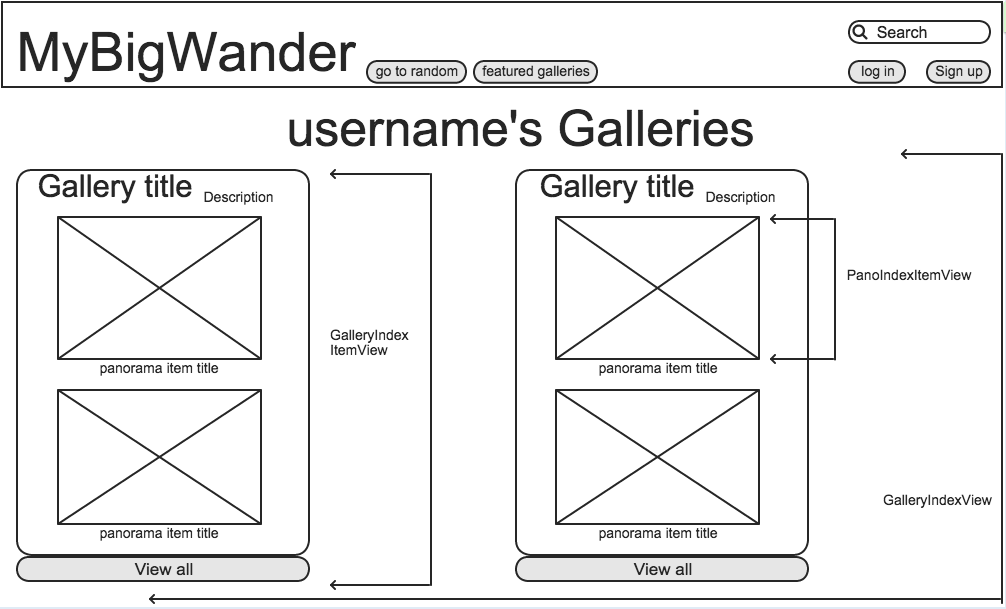 MyBigWander
go to random
featured galleries
Search
log in
Sign up
username's Galleries
Gallery title
Description
panorama item title
panorama item title
View all
GalleryIndex
ItemView
Gallery title
Description
panorama item title
panorama item title
View all
PanoIndexItemView
GalleryIndexView